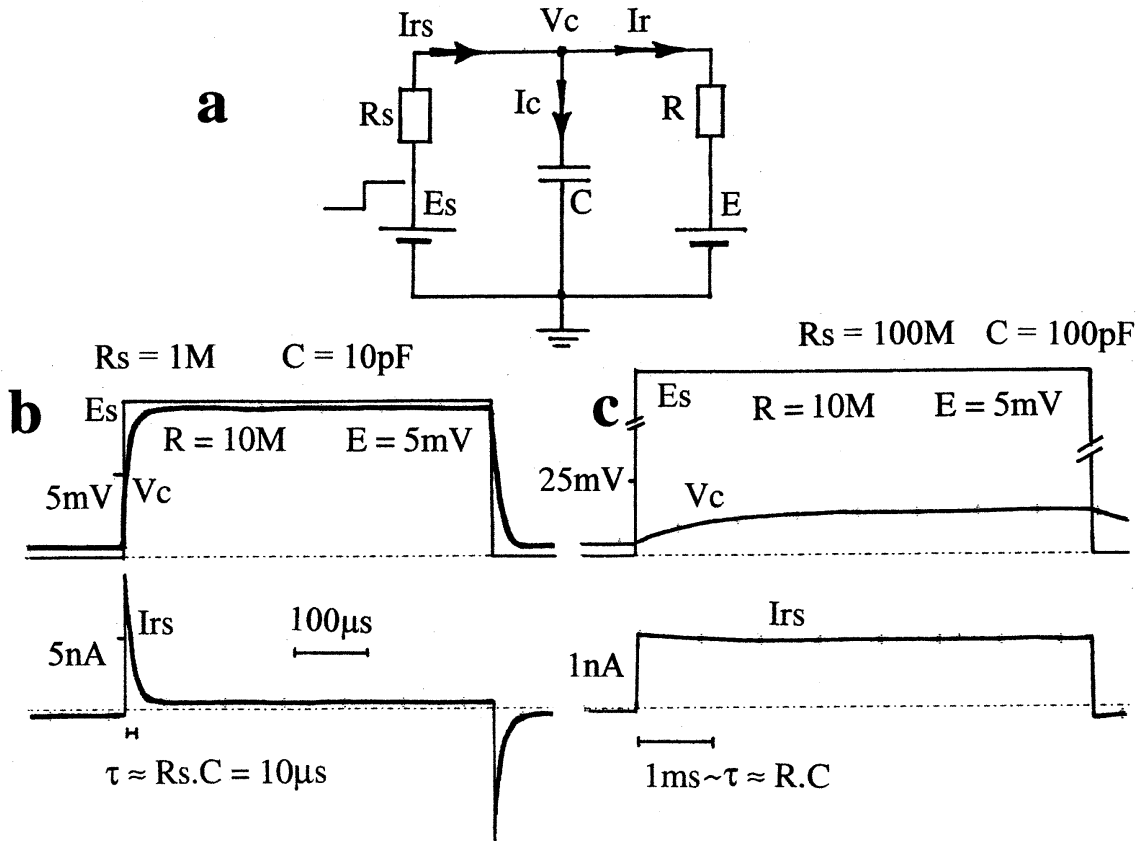 a
Irs
Vc
Ir
Rs
Ic
R
Es
C
E
Rs = 1M C = 10pF
b
Es
R = 10M E = 5mV
5mV
Vc
Irs
100μs
5nA
τ ≈ Rs.C = 10μs
Rs = 100M C = 100pF
c
Es
R = 10M E = 5mV
25mV
Vc
Irs
1nA
1ms~τ ≈ R.C